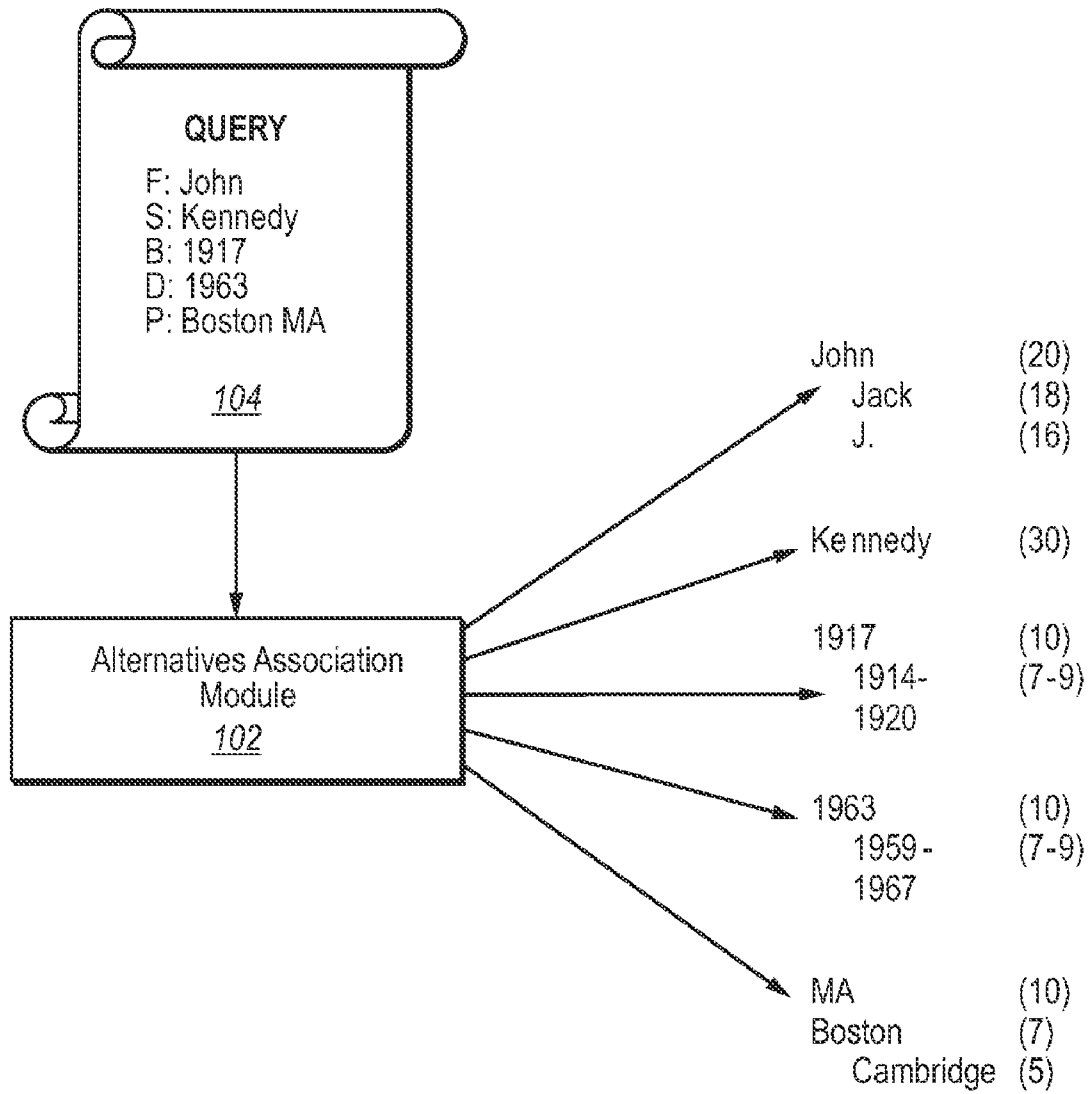 QUERY
F: John
S: Kennedy
B: 1917
D: 1963
P: Boston MA
104
Alternatives Association
Module
102
John (20)
Jack (18)
J. (16)
Kennedy (30)
1917 (10)
1914- (7-9)
1920
1963 (10)
1959- (7-9)
1967
MA (10)
Boston (7)
Cambridge (5)